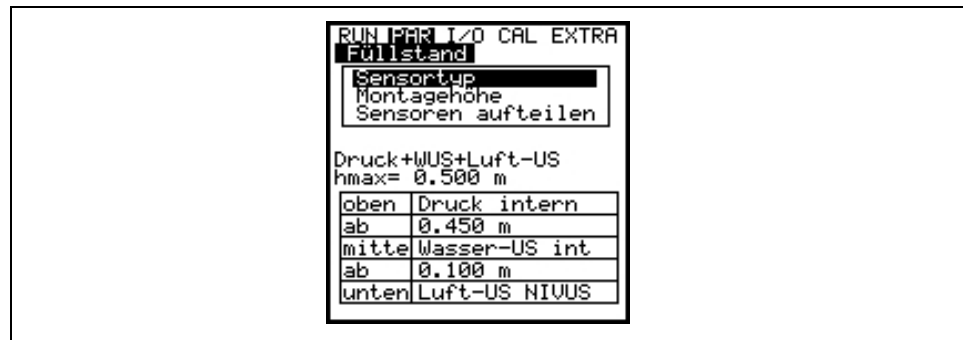 RUN PAR I/O CAL EXTRA
Füllstand
Sensortyp
Montagehöhe
Sensoren aufteilen
Druck+WUS+Luft-US
hmax= 0.500 m
oben Druck intern
ab 0.450 m
mitte Wasser-US int
ab 0.100 m
unten Luft-US NIVUS